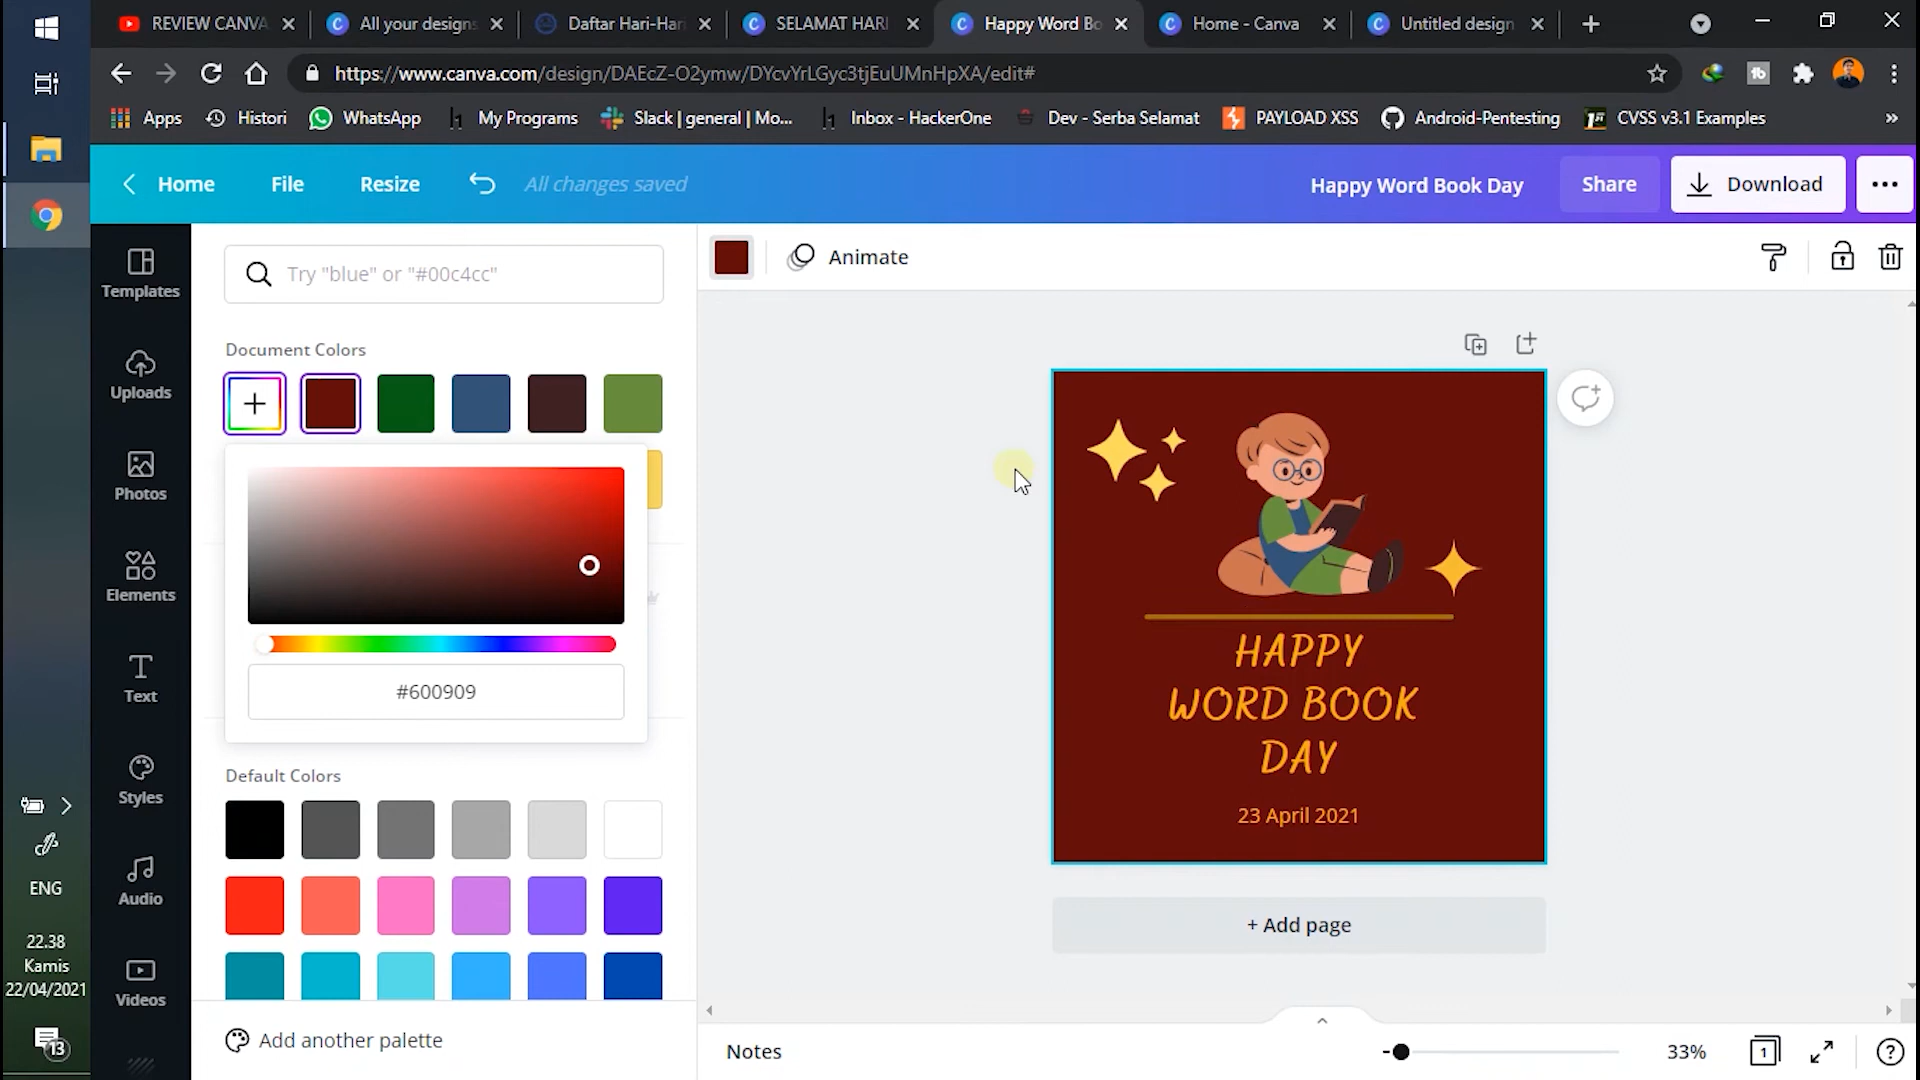 REVIEW CANVA
All your designs
Daftar Hari-Hari
SELAMAT HARI
Happy Word Bo
Home - Canva
Untitled design
https://www.canva.com/design/DAEcZ-O2ymw/DYcvYrLGyc3tjEuUMnHpXA/edit#
Apps
Histori
WhatsApp
My Programs
Slack | general | Mo...
Inbox - HackerOne
Dev - Serba Selamat
PAYLOAD XSS
Android-Pentesting
CVSS v3.1 Examples
»
Home
File
Resize
All changes saved
Happy Word Book Day
Share
Download
Templates
Uploads
Photos
Elements
Text
Styles
Audio
Videos
Try "blue" or "#00c4cc"
Document Colors
#600909
Default Colors
Add another palette
Animate
HAPPY
WORD BOOK
DAY
23 April 2021
+ Add page
Notes
33%
1
ENG
22.38
Kamis
22/04/2021
13